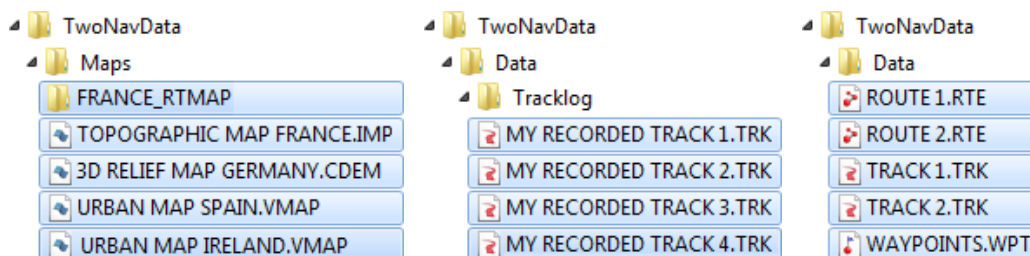 TwoNavData
Maps
FRANCE_RTMAP
TOPOGRAPHIC MAP FRANCE.IMP
3D RELIEF MAP GERMANY.CDEM
URBAN MAP SPAIN.VMAP
URBAN MAP IRELAND.VMAP
TwoNavData
Data
Tracklog
MY RECORDED TRACK 1.TRK
MY RECORDED TRACK 2.TRK
MY RECORDED TRACK 3.TRK
MY RECORDED TRACK 4.TRK
TwoNavData
Data
ROUTE 1.RTE
ROUTE 2.RTE
TRACK 1.TRK
TRACK 2.TRK
WAYPOINTS.WPT